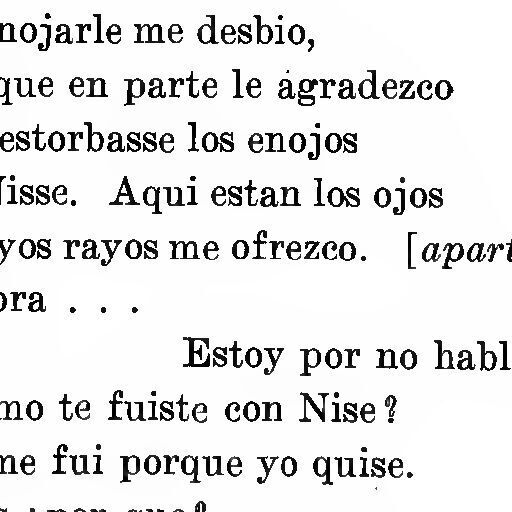 nojarle me desbio,
que en parte le agradezco
estorbasse los enojos
Nisse. Aqui estan los ojos
yos rayos me ofrezco. [apart
ora . . .
Estoy por no habl
mo te fuiste con Nise?
me fui porque yo quise.